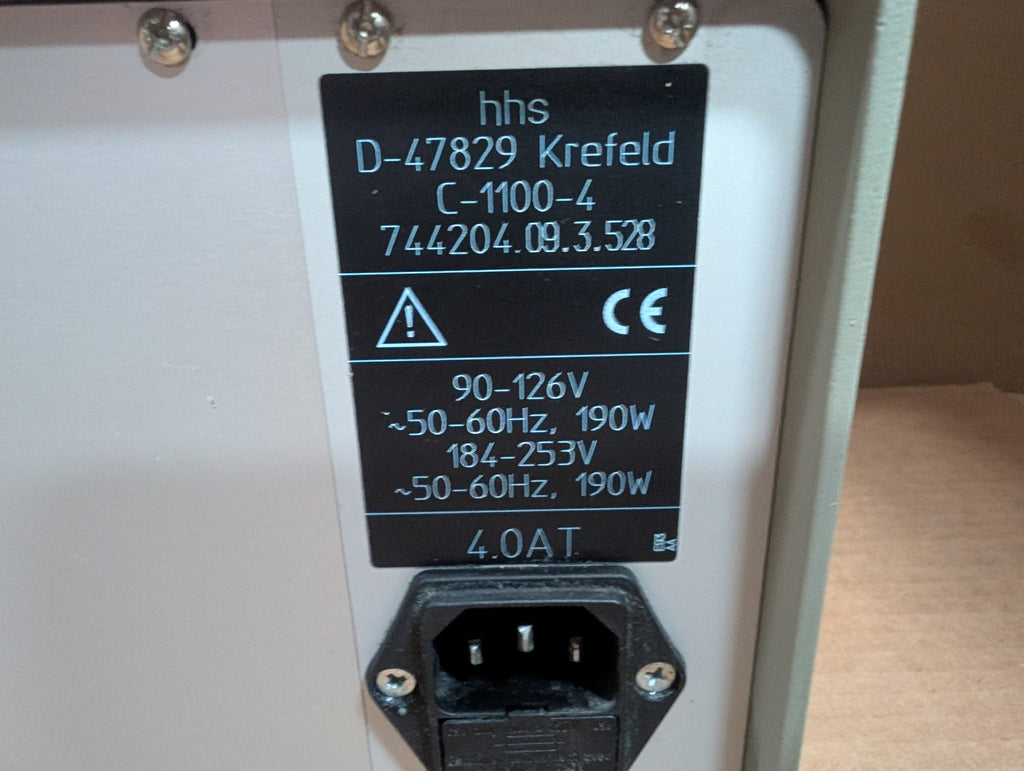 hhs
D-47829 Krefeld
C-1100-4
744204.09.3.528
CE
90-126V
~50-60Hz, 190W
184-253V
~50-60Hz, 190W
4.0AT